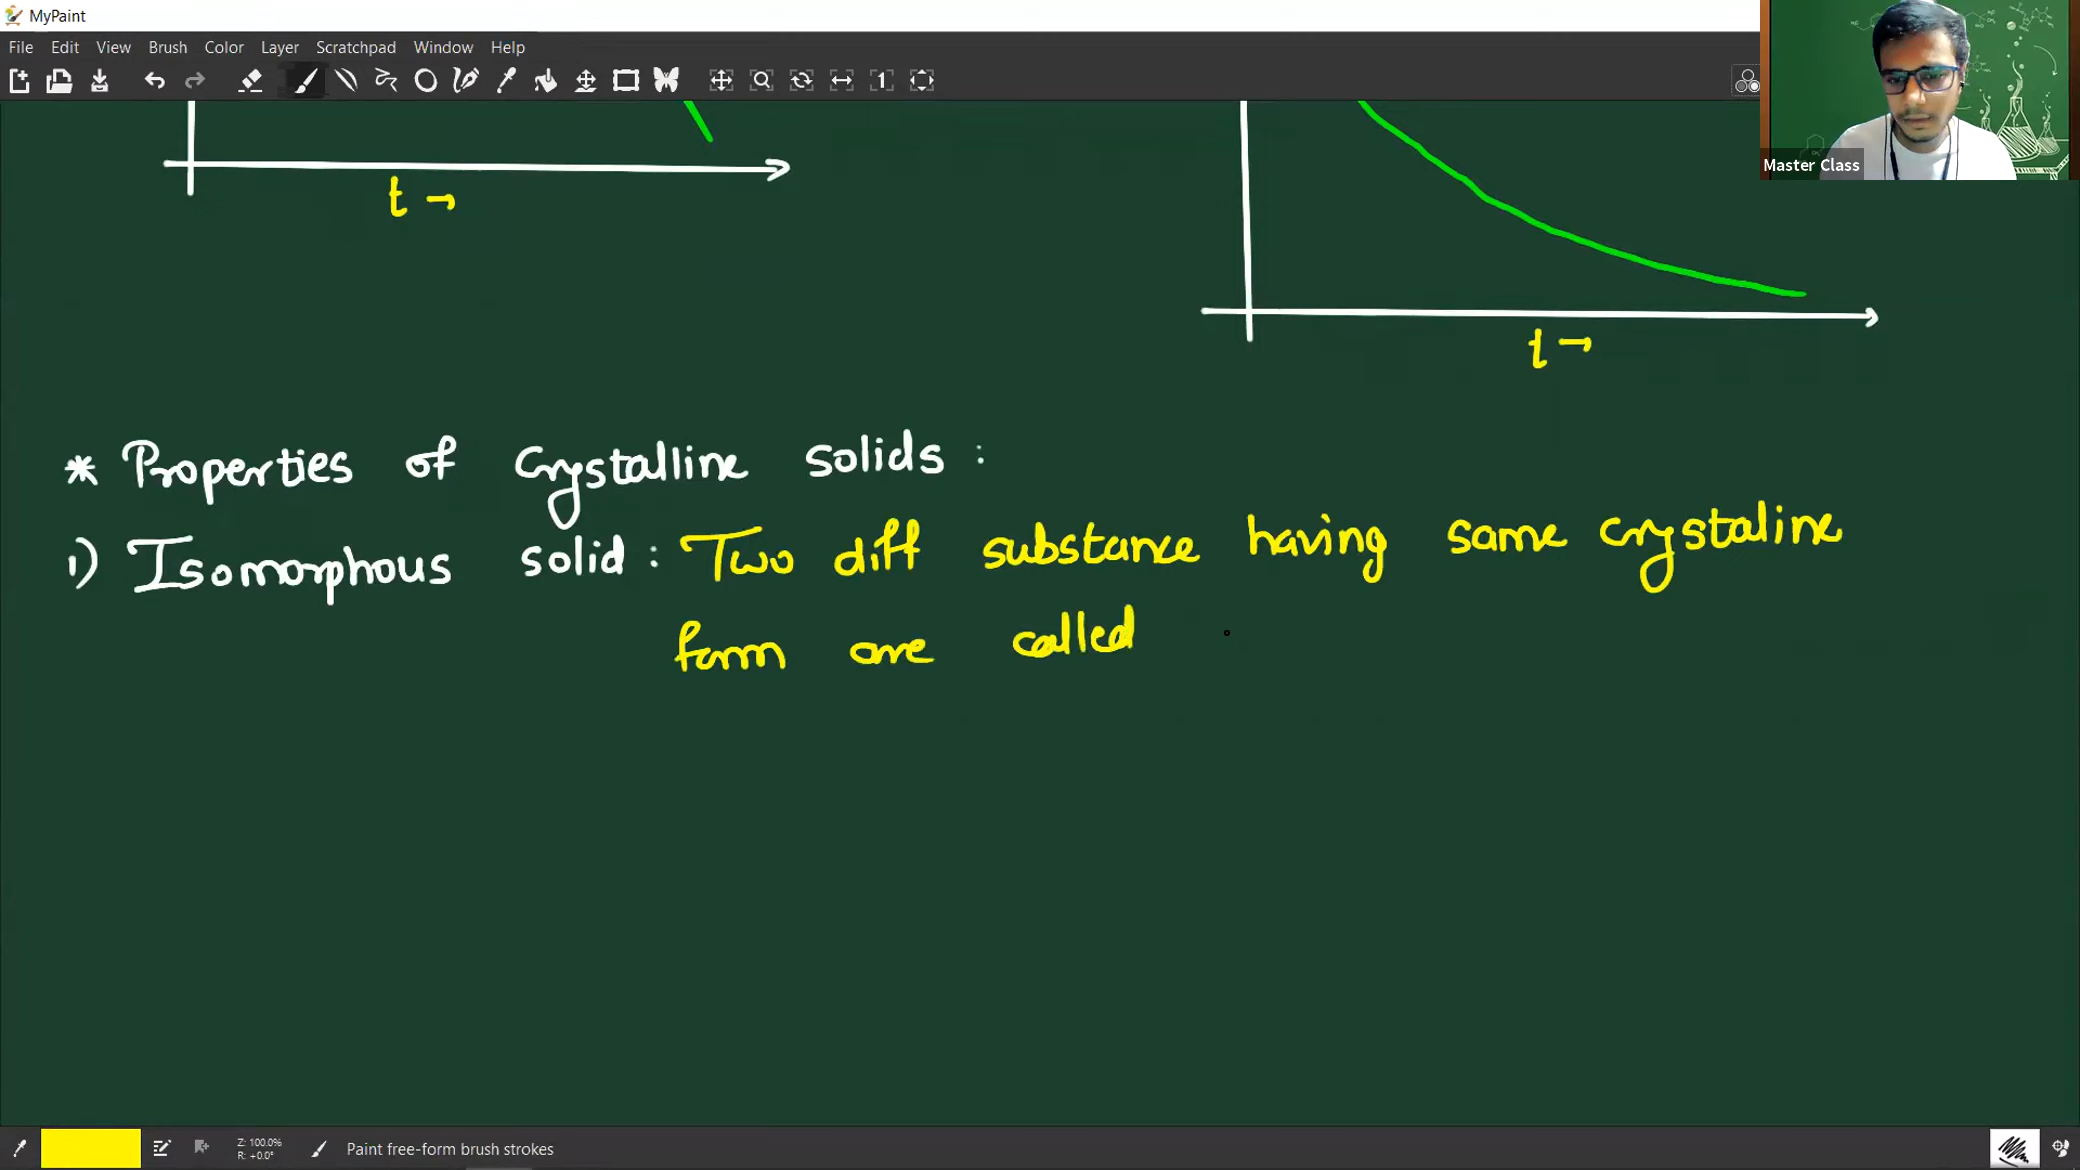 MyPaint
File Edit View Brush Color Layer Scratchpad Window Help
1
Master Class
t →
t →
* Properties of Crystalline solids :
1) Isomorphous solid : Two diff substance having same crystaline
form are called
Z: 100.0%
R: +0.0°
Paint free-form brush strokes